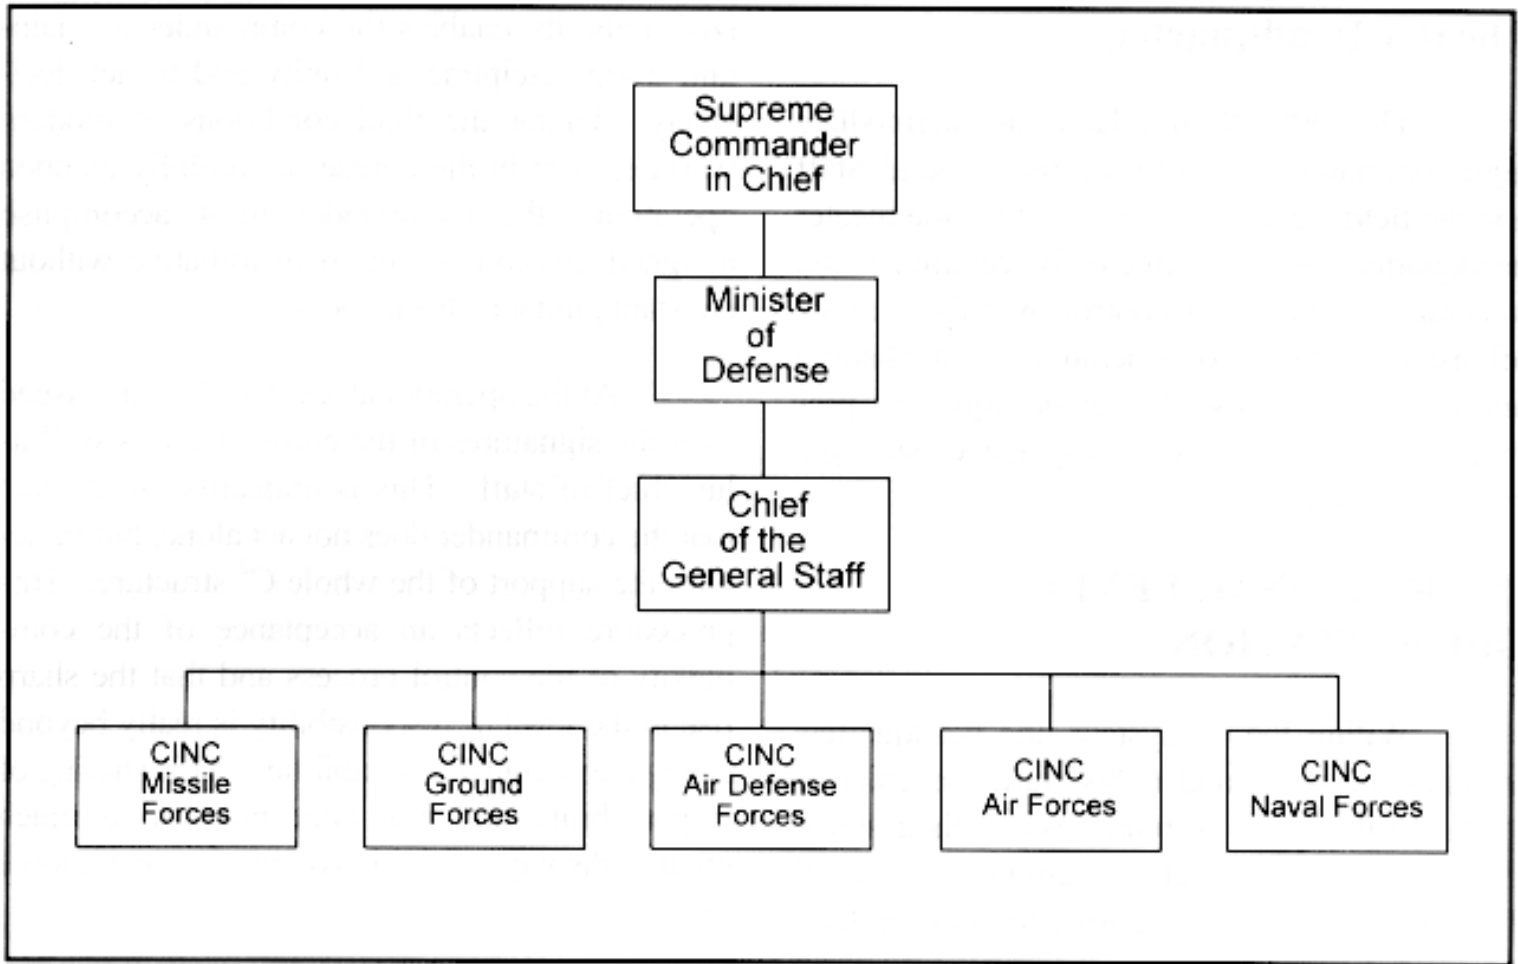 Supreme
Commander
in Chief
Minister
of
Defense
Chief
of the
General Staff
CINC
Missile
Forces
CINC
Ground
Forces
CINC
Air Defense
Forces
CINC
Air Forces
CINC
Naval Forces